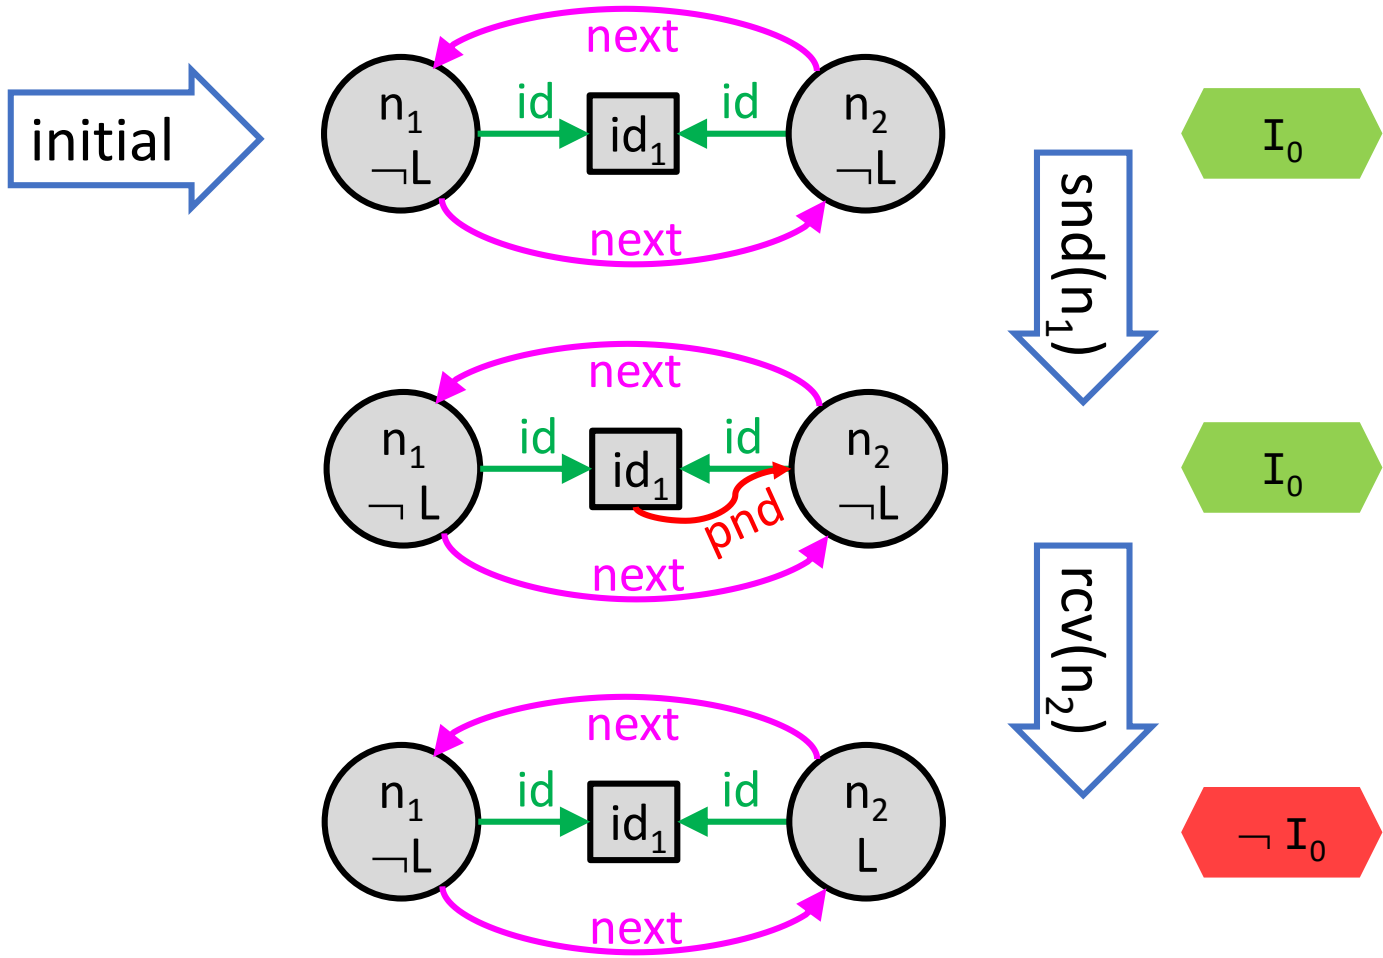 next
initial
n₁
¬L
id
id₁
id
n₂
¬L
I₀
next
snd(n₁)
next
n₁
¬ L
id
id₁
id
n₂
¬L
I₀
pnd
next
rcv(n₂)
next
n₁
¬L
id
id₁
id
n₂
L
¬ I₀
next